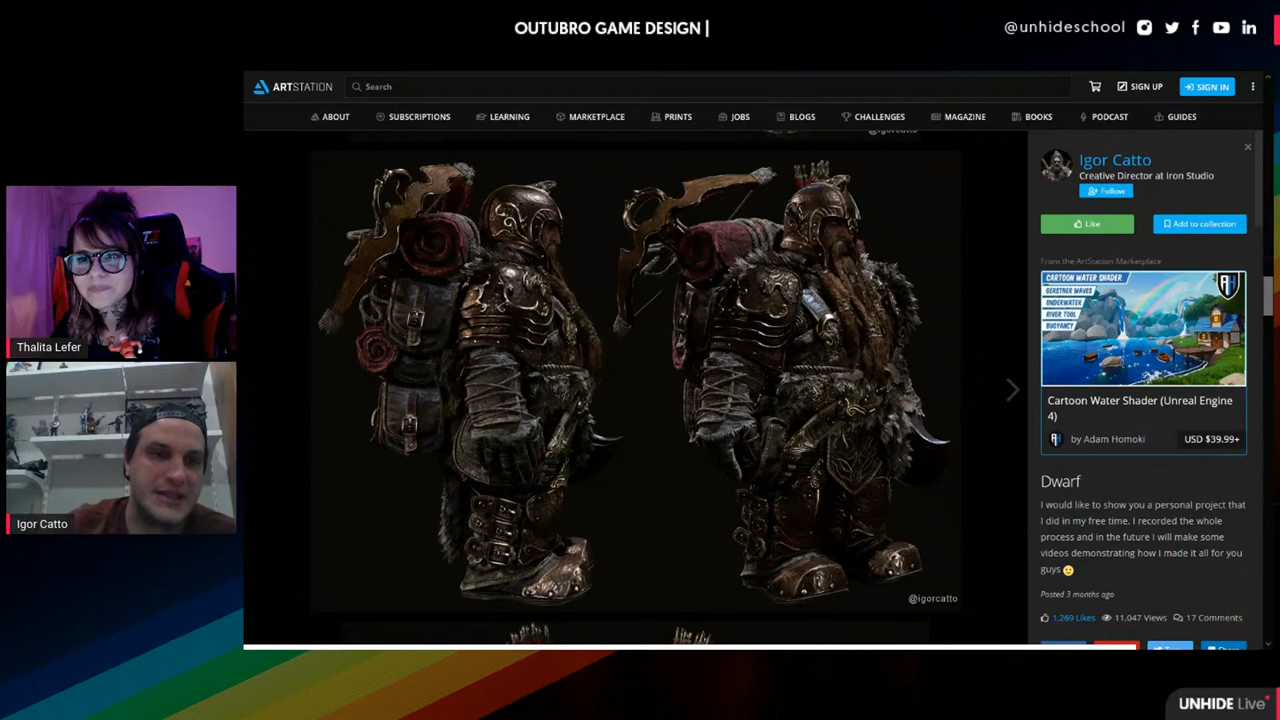 OUTUBRO GAME DESIGN |
@unhideschool
ARTSTATION
Search
SIGN UP
SIGN IN
ABOUT
SUBSCRIPTIONS
LEARNING
MARKETPLACE
PRINTS
JOBS
BLOGS
CHALLENGES
MAGAZINE
BOOKS
PODCAST
GUIDES
@igorcatto
Igor Catto
Creative Director at Iron Studio
Follow
Like
Add to collection
From the ArtStation Marketplace
CARTOON WATER SHADER
GERSTNER WAVES
UNDERWATER
RIVER TOOL
BUOYANCY
Cartoon Water Shader (Unreal Engine
4)
by Adam Homoki
USD $39.99+
Dwarf
I would like to show you a personal project that
I did in my free time. I recorded the whole
process and in the future I will make some
videos demonstrating how I made it all for you
guys
Posted 3 months ago
1,269 Likes
11,047 Views
17 Comments
@igorcatto
Thalita Lefer
Igor Catto
UNHIDE Live